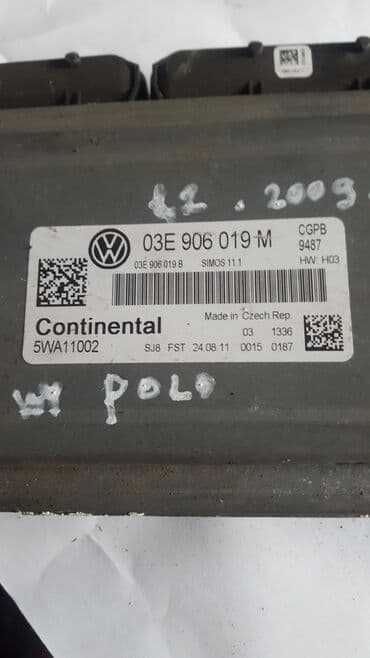 1.2 . 2009.
03E 906 019 M
CGPB
9487
03E 906 019 B SIMOS 11.1
HW: H03
Continental
Made in Czech Rep.
5WA11002
03 1336
SJ8 FST 24.08.11 0015 0187
W POLO